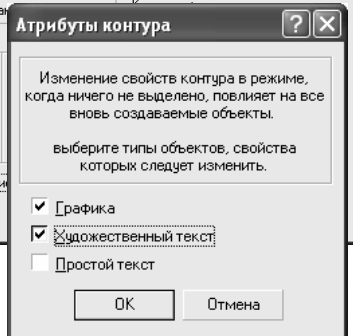 Атрибуты контура
Изменение свойств контура в режиме,
когда ничего не выделено, повлияет на все
вновь создаваемые объекты.
выберите типы объектов, свойства
которых следует изменить.
Графика
Художественный текст
Простой текст
OK
Отмена